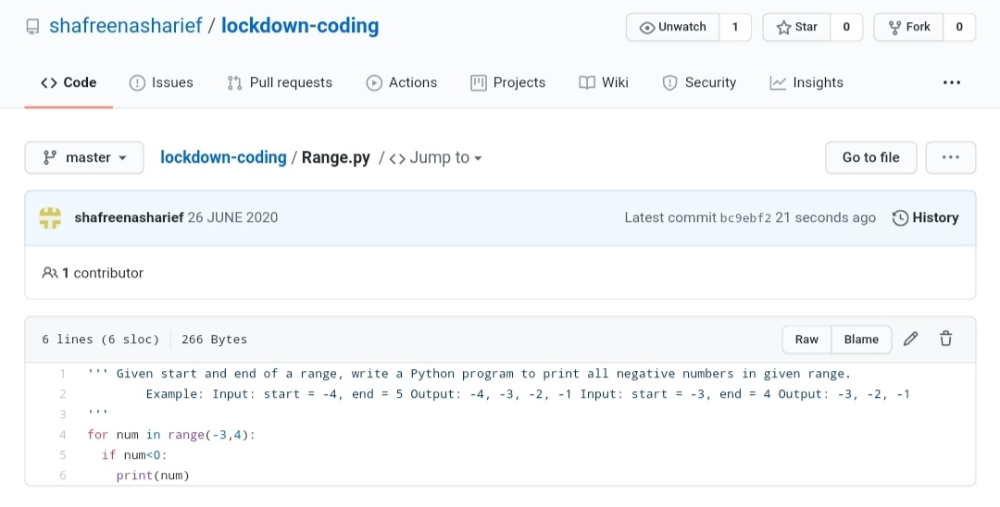 shafreenasharief / lockdown-coding
Unwatch 1 Star 0 Fork 0
<> Code Issues Pull requests Actions Projects Wiki Security Insights ...
master lockdown-coding / Range.py / <> Jump to Go to file ...
shafreenasharief 26 JUNE 2020 Latest commit bc9ebf2 21 seconds ago History
1 contributor
6 lines (6 sloc) 266 Bytes Raw Blame
1 ''' Given start and end of a range, write a Python program to print all negative numbers in given range.
2 Example: Input: start = -4, end = 5 Output: -4, -3, -2, -1 Input: start = -3, end = 4 Output: -3, -2, -1
3 '''
4 for num in range(-3,4):
5 if num<0:
6 print(num)